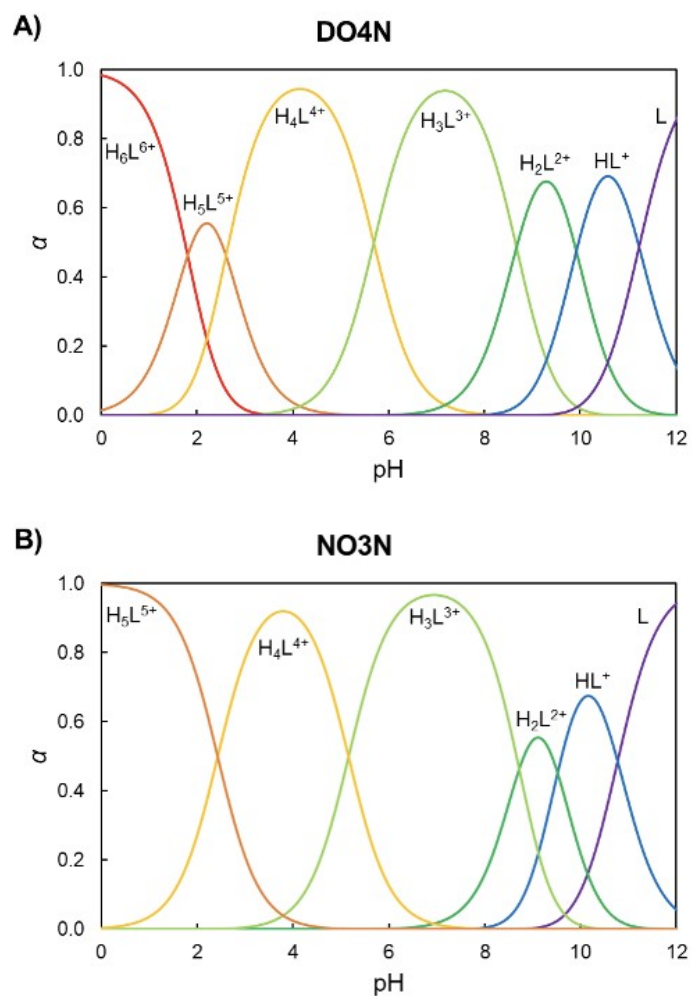 A)
DO4N
1.0
H₆L⁶⁺
H₅L⁵⁺
H₄L⁴⁺
H₃L³⁺
H₂L²⁺
HL⁺
L
0.8
0.6
α
0.4
0.2
0.0
0 2 4 6 8 10 12
pH
B)
NO3N
1.0
H₅L⁵⁺
H₄L⁴⁺
H₃L³⁺
H₂L²⁺
HL⁺
L
0.8
0.6
α
0.4
0.2
0.0
0 2 4 6 8 10 12
pH